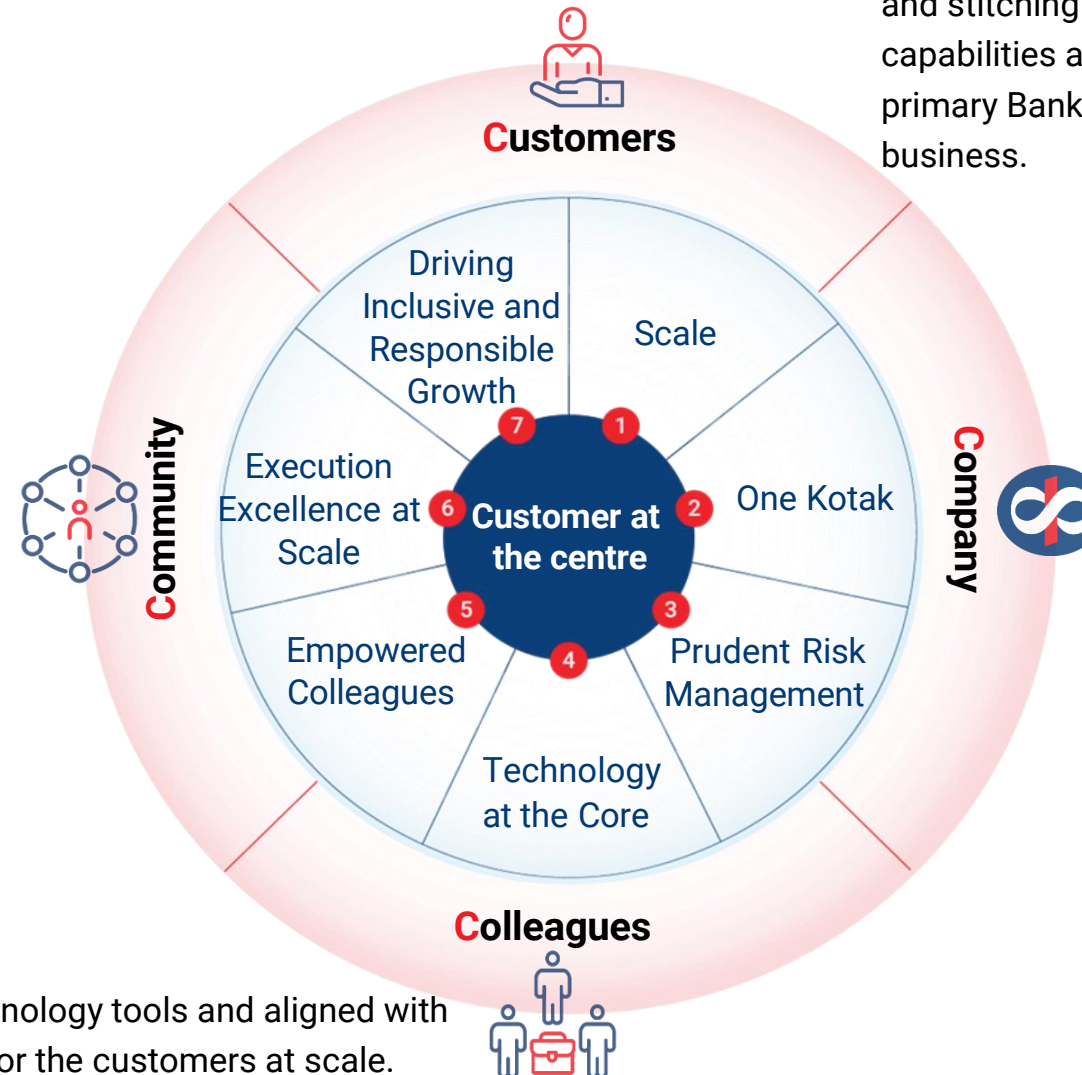 and stitching
capabilities a
primary Bank
business.
Customers
Driving
Inclusive and
Responsible
Growth
Scale
7
1
Community
Company
Execution
Excellence at
Scale
6
Customer at
the centre
2
One Kotak
5
3
Empowered
Colleagues
4
Prudent Risk
Management
Technology
at the Core
Colleagues
nology tools and aligned with
or the customers at scale.